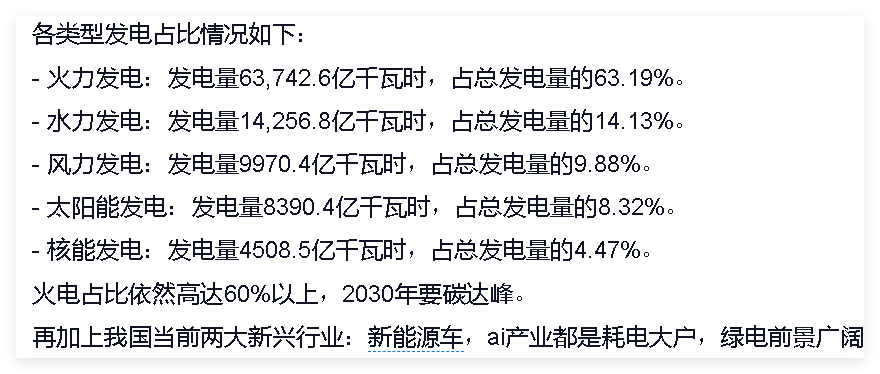 各类型发电占比情况如下：
- 火力发电：发电量63,742.6亿千瓦时，占总发电量的63.19%。
- 水力发电：发电量14,256.8亿千瓦时，占总发电量的14.13%。
- 风力发电：发电量9970.4亿千瓦时，占总发电量的9.88%。
- 太阳能发电：发电量8390.4亿千瓦时，占总发电量的8.32%。
- 核能发电：发电量4508.5亿千瓦时，占总发电量的4.47%。
火电占比依然高达60%以上，2030年要碳达峰。
再加上我国当前两大新兴行业：新能源车，ai产业都是耗电大户，绿电前景广阔